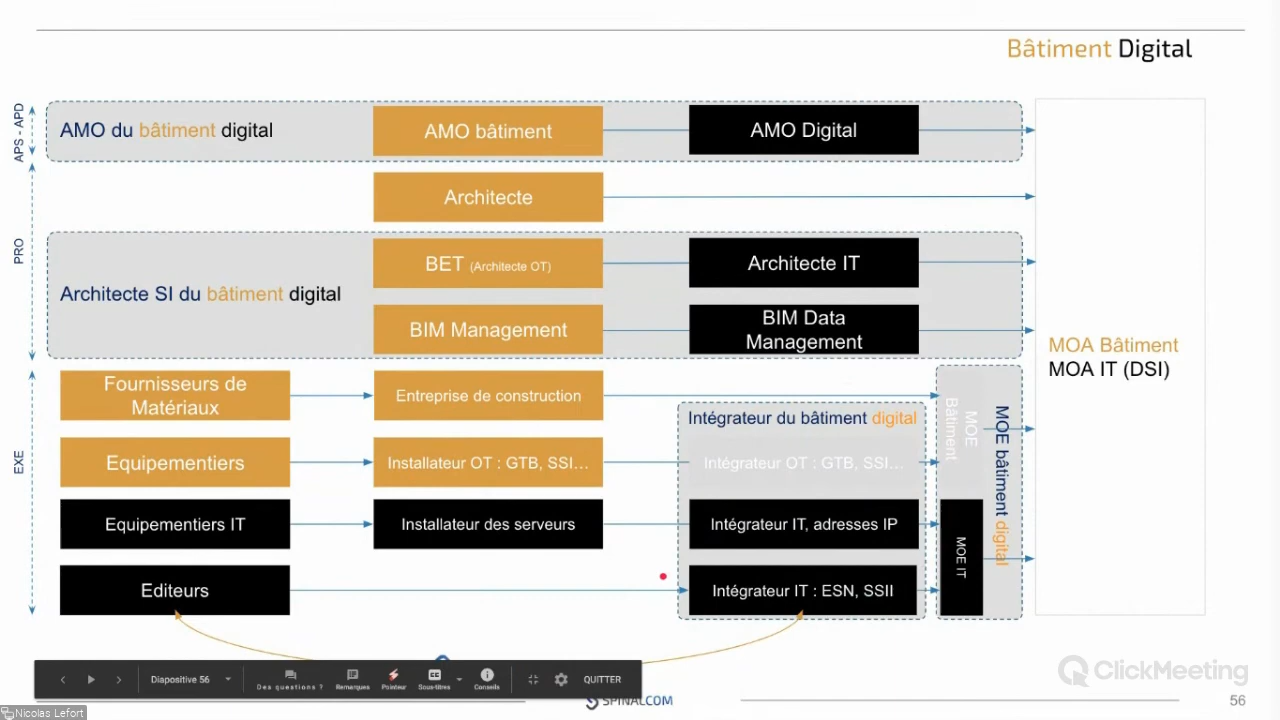 Bâtiment Digital
APS - APD
AMO du bâtiment digital
AMO bâtiment
AMO Digital
Architecte
PRO
BET (Architecte OT)
Architecte IT
Architecte SI du bâtiment digital
BIM Management
BIM Data
Management
MOA Bâtiment
MOA IT (DSI)
EXE
Fournisseurs de
Matériaux
Entreprise de construction
Intégrateur du bâtiment digital
MOE
Bâtiment
MOE bâtiment digital
Equipementiers
Installateur OT : GTB, SSI...
Intégrateur OT : GTB, SSI...
Equipementiers IT
Installateur des serveurs
Intégrateur IT, adresses IP
MOE IT
Editeurs
Intégrateur IT : ESN, SSII
Diapositive 56
Des questions ?
Remarques
Pointeur
Sous-titres
Conseils
QUITTER
ClickMeeting
SPINALCOM
56
Nicolas Lefort